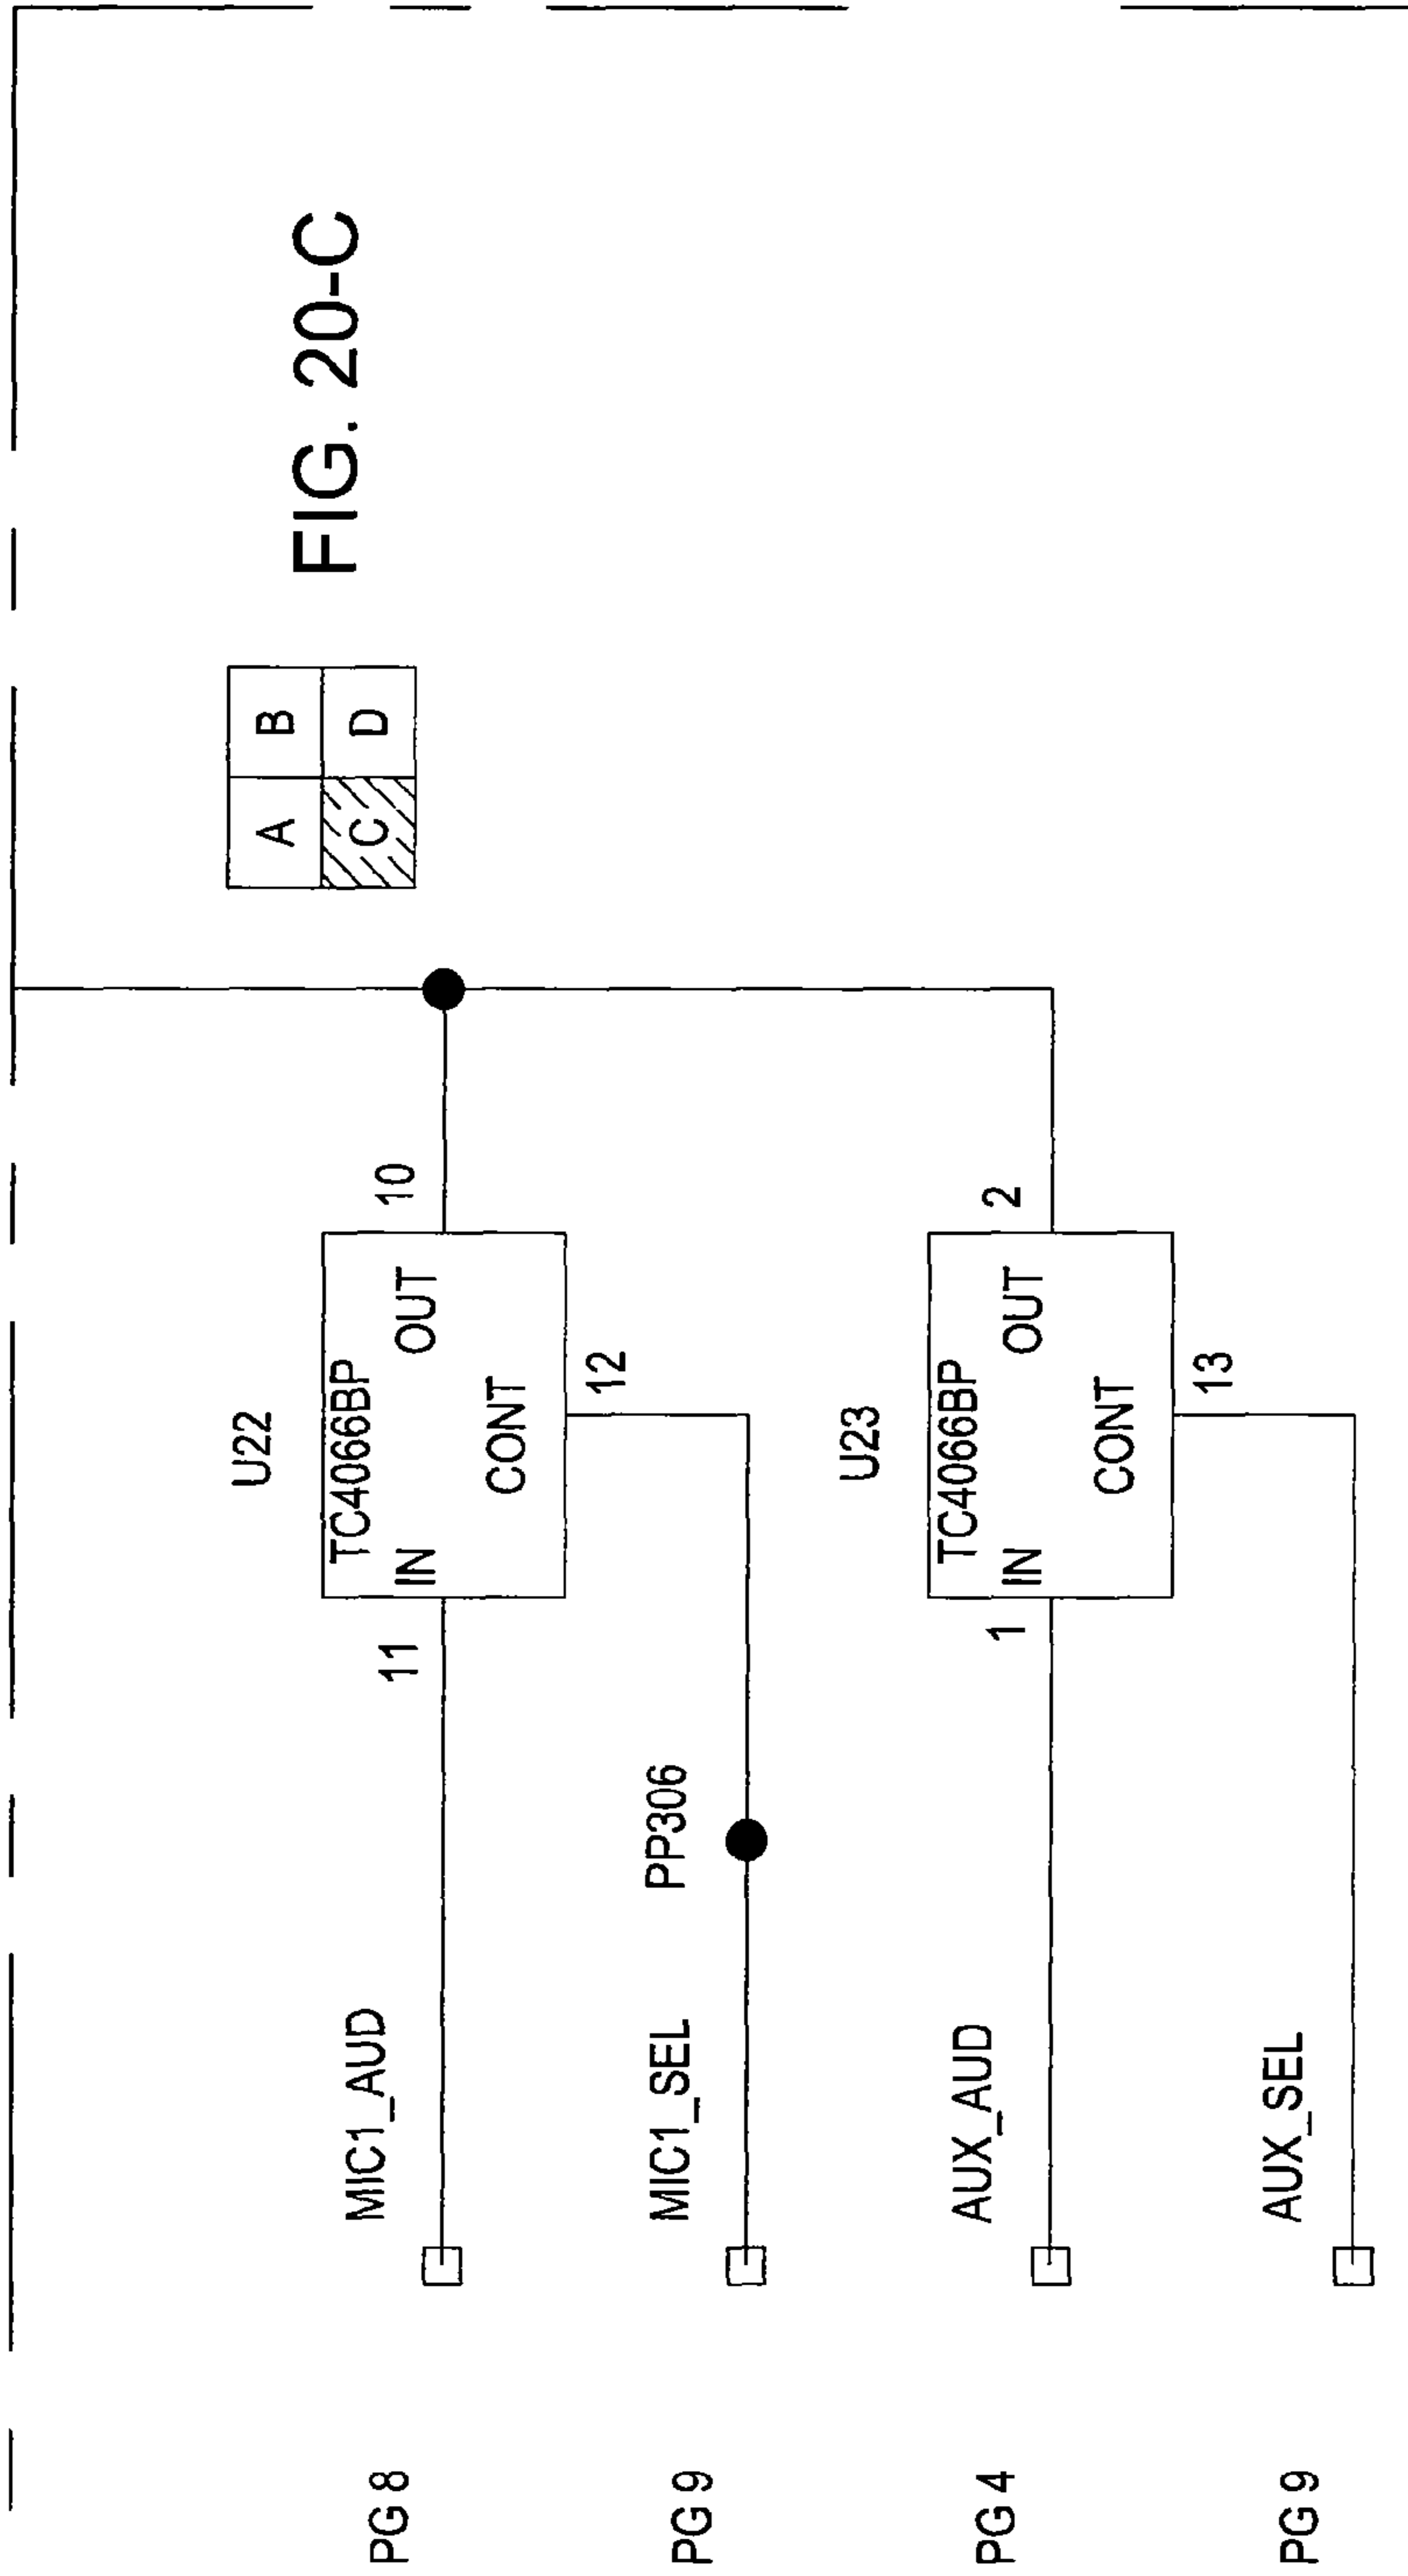 U22
TC4066BP
IN
OUT
CONT
11
10
12
PG 8
MIC1_AUD
PG 9
MIC1_SEL
PP306
U23
TC4066BP
IN
OUT
CONT
1
2
13
PG 4
AUX_AUD
PG 9
AUX_SEL
A B
C D
FIG. 20-C